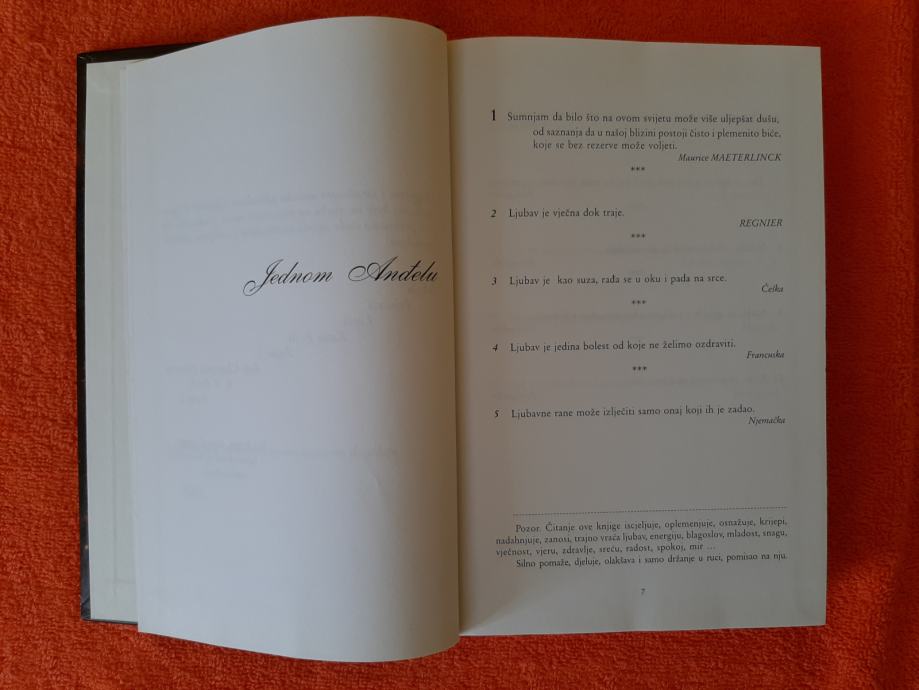 Jednom Anđelu
1 Sumnjam da bilo što na ovom svijetu može više uljepšat dušu,
od saznanja da u našoj blizini postoji čisto i plemenito biće,
koje se bez rezerve može voljeti.
Maurice MAETERLINCK
***
2 Ljubav je vječna dok traje.
REGNIER
***
3 Ljubav je kao suza, rađa se u oku i pada na srce.
Češka
***
4 Ljubav je jedina bolest od koje ne želimo ozdraviti.
Francuska
***
5 Ljubavne rane može izlječiti samo onaj koji ih je zadao.
Njemačka
Pozor. Čitanje ove knjige iscjeljuje, oplemenjuje, osnažuje, krijepi,
nadahnjuje, zanosi, trajno vraća ljubav, energiju, blagoslov, mladost, snagu,
vječnost, vjeru, zdravlje, sreću, radost, spokoj, mir ...
Silno pomaže, djeluje, olakšava i samo držanje u ruci, pomisao na nju.
7